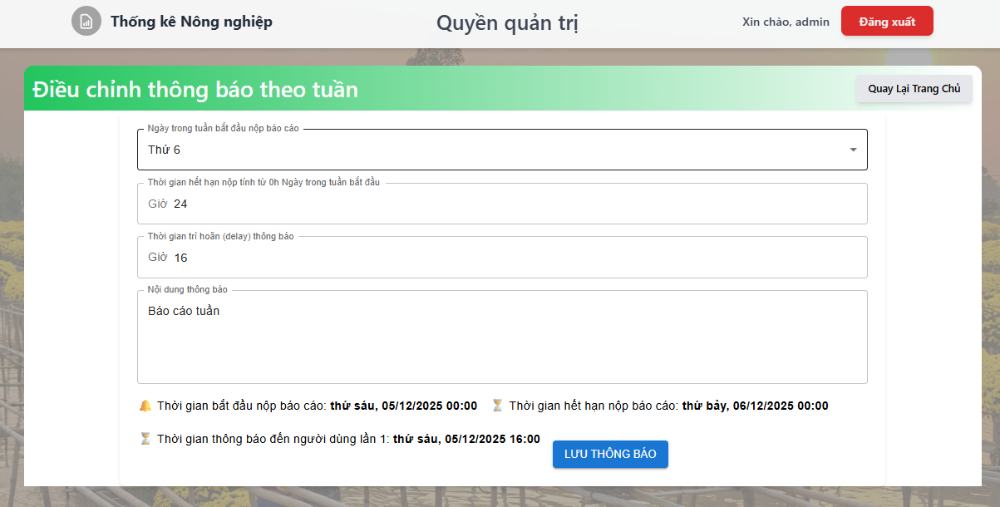 Thống kê Nông nghiệp
Quyền quản trị
Xin chào, admin
Đăng xuất
Điều chỉnh thông báo theo tuần
Quay Lại Trang Chủ
Ngày trong tuần bắt đầu nộp báo cáo
Thứ 6
Thời gian hết hạn nộp tính từ 0h Ngày trong tuần bắt đầu
Giờ 24
Thời gian trì hoãn (delay) thông báo
Giờ 16
Nội dung thông báo
Báo cáo tuần
Thời gian bắt đầu nộp báo cáo: thứ sáu, 05/12/2025 00:00
Thời gian hết hạn nộp báo cáo: thứ bảy, 06/12/2025 00:00
Thời gian thông báo đến người dùng lần 1: thứ sáu, 05/12/2025 16:00
LƯU THÔNG BÁO